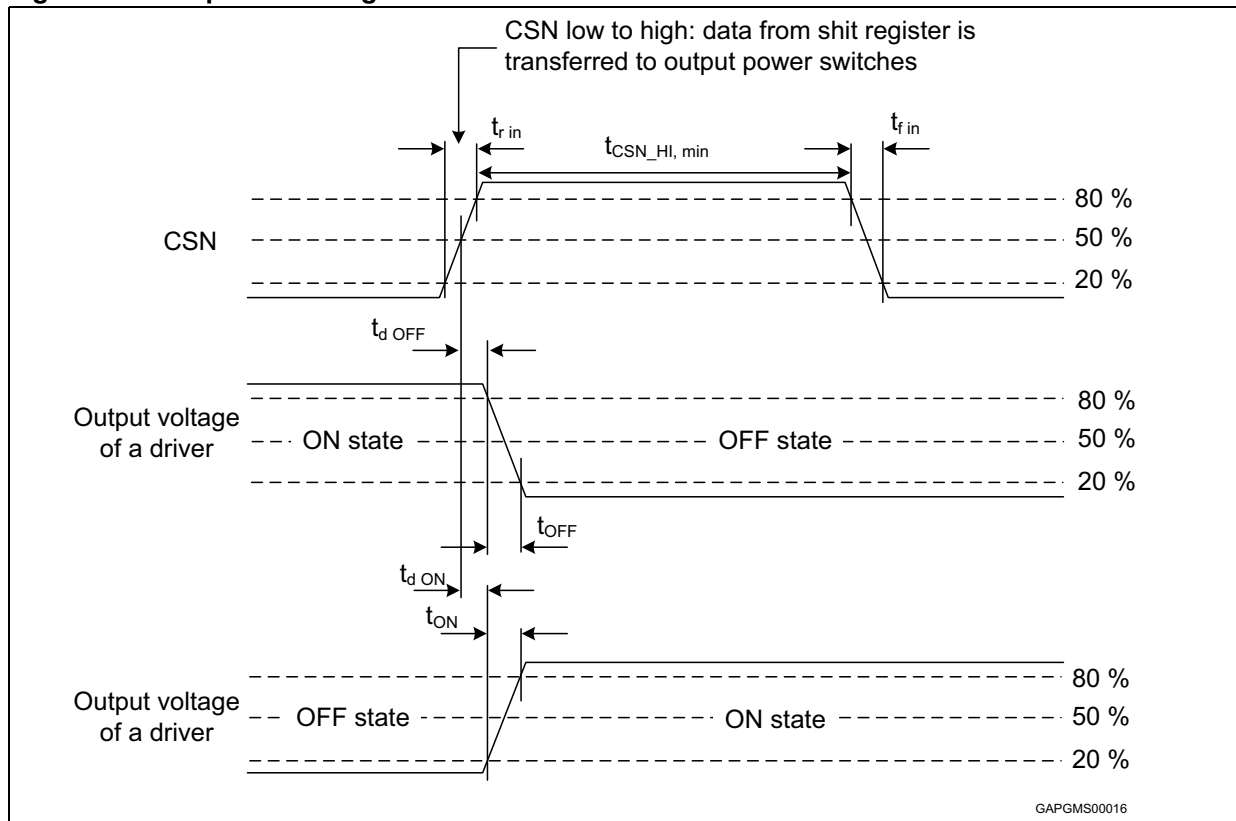 CSN low to high: data from shit register is
transferred to output power switches
tr in
tCSN_HI, min
tf in
80 %
CSN
50 %
20 %
td OFF
80 %
Output voltage
of a driver
ON state
OFF state
50 %
20 %
tOFF
td ON
tON
80 %
Output voltage
of a driver
OFF state
ON state
50 %
20 %
GAPGMS00016